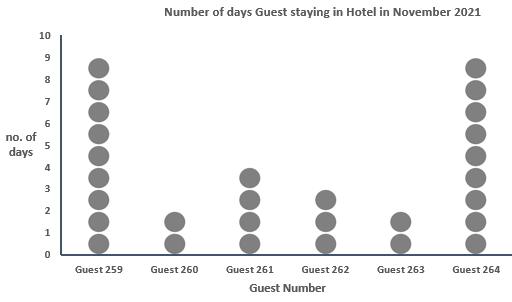 Number of days Guest staying in Hotel in November 2021
10
9
8
7
6
5
4
3
2
1
0
no. of
days
Guest 259 Guest 260 Guest 261 Guest 262 Guest 263 Guest 264
Guest Number